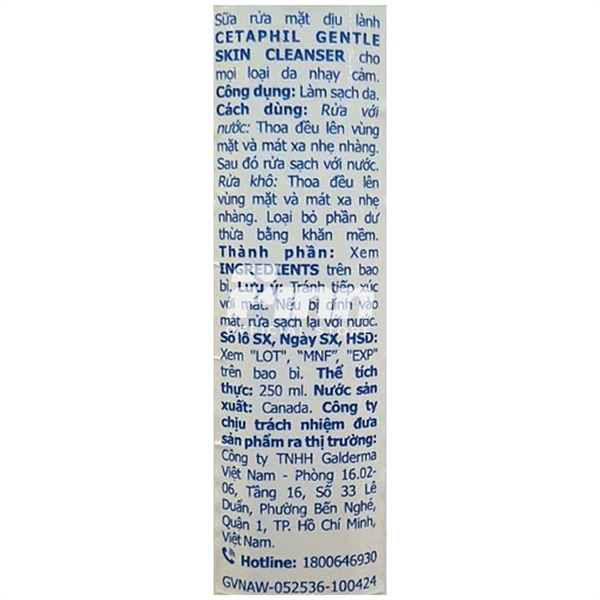 Sữa rửa mặt dịu lành
CETAPHIL GENTLE
SKIN CLEANSER cho
mọi loại da nhạy cảm.
Công dụng: Làm sạch da.
Cách dùng: Rửa với
nước: Thoa đều lên vùng
mặt và mát xa nhẹ nhàng.
Sau đó rửa sạch với nước.
Rửa khô: Thoa đều lên
vùng mặt và mát xa nhẹ
nhàng. Loại bỏ phần dư
thừa bằng khăn mềm.
Thành phần: Xem
INGREDIENTS trên bao
bì. Lưu ý: Tránh tiếp xúc
với mắt. Nếu bị dính vào
mắt, rửa sạch lại với nước.
Số lô SX, Ngày SX, HSD:
Xem "LOT", "MNF", "EXP"
trên bao bì. Thể tích
thực: 250 ml. Nước sản
xuất: Canada. Công ty
chịu trách nhiệm đưa
sản phẩm ra thị trường:
Công ty TNHH Galderma
Việt Nam - Phòng 16.02-
06, Tầng 16, Số 33 Lê
Duẩn, Phường Bến Nghé,
Quận 1, TP. Hồ Chí Minh,
Việt Nam.
Hotline: 1800646930
GVNAW-052536-100424